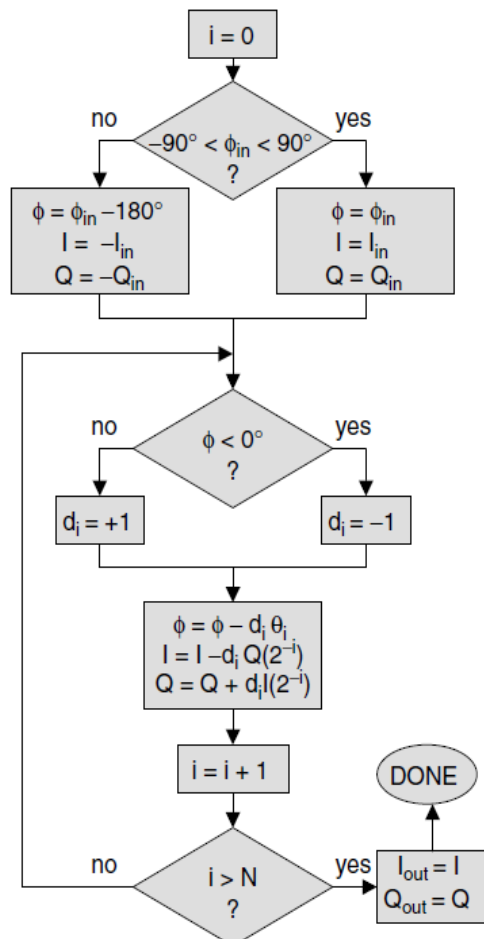 i = 0
no
yes
−90° < ϕin < 90°
?
ϕ = ϕin −180°
I = −Iin
Q = −Qin
ϕ = ϕin
I = Iin
Q = Qin
no
yes
ϕ < 0°
?
di = +1
di = −1
ϕ = ϕ − di θi
I = I −di Q(2−i)
Q = Q + diI(2−i)
i = i + 1
DONE
no
yes
i > N
?
Iout = I
Qout = Q